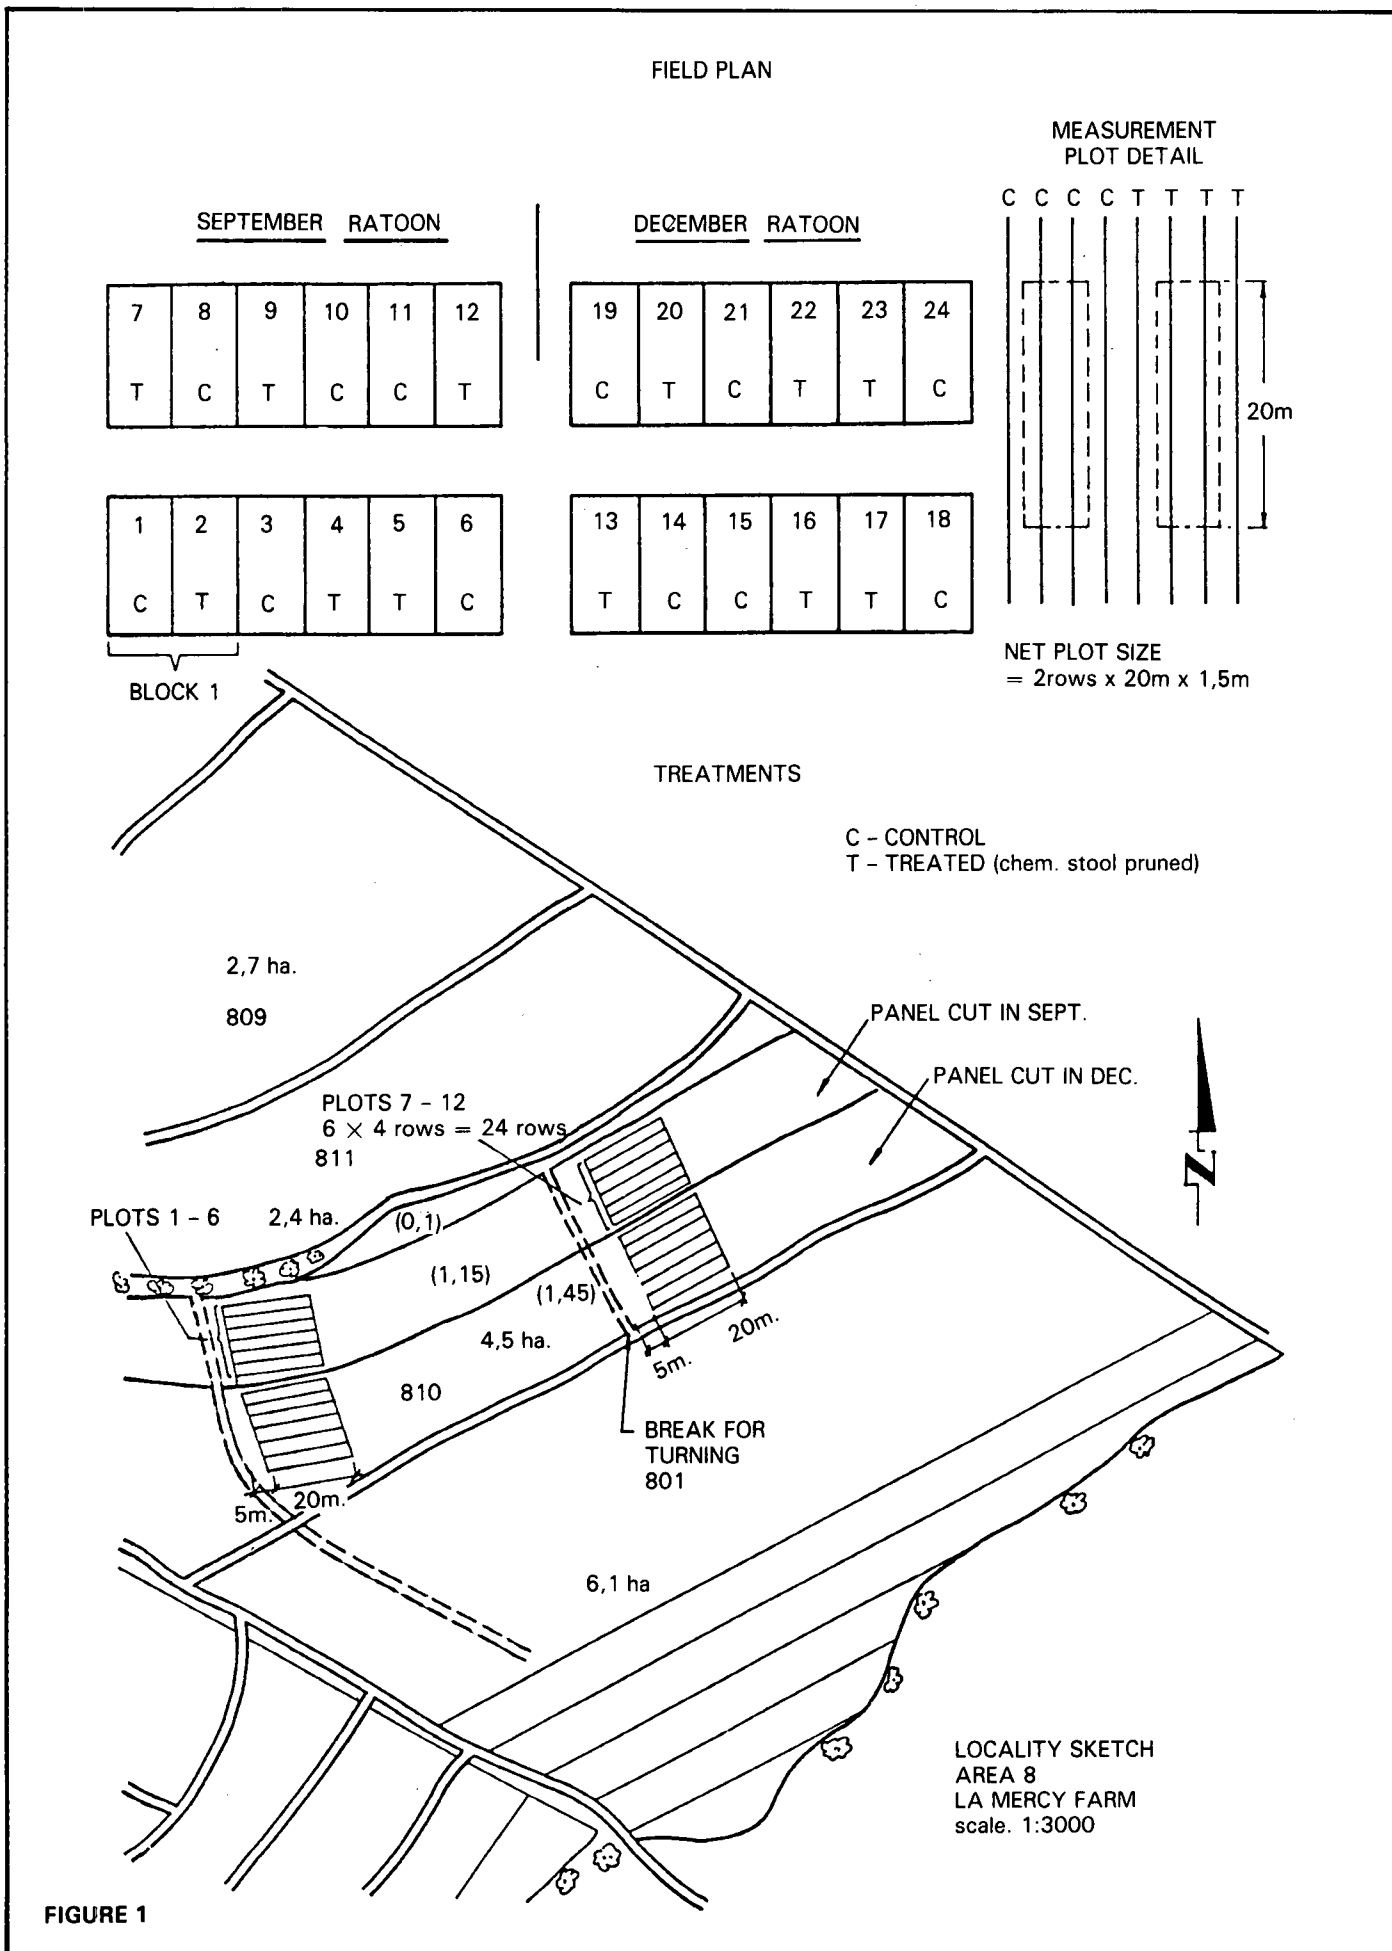 FIELD PLAN
MEASUREMENT
PLOT DETAIL
C C C C T T T T
SEPTEMBER RATOON
DECEMBER RATOON
7 8 9 10 11 12
T C T C C T
19 20 21 22 23 24
C T C T T C
20m
1 2 3 4 5 6
C T C T T C
13 14 15 16 17 18
T C C T T C
BLOCK 1
NET PLOT SIZE
= 2rows x 20m x 1,5m
TREATMENTS
C – CONTROL
T – TREATED (chem. stool pruned)
2,7 ha.
809
PANEL CUT IN SEPT.
PANEL CUT IN DEC.
PLOTS 7 – 12
6 × 4 rows = 24 rows
811
PLOTS 1 – 6
2,4 ha.
(0,1)
(1,15)
(1,45)
4,5 ha.
810
20m.
5m.
N
BREAK FOR
TURNING
801
5m.
20m.
6,1 ha
LOCALITY SKETCH
AREA 8
LA MERCY FARM
scale. 1:3000
FIGURE 1